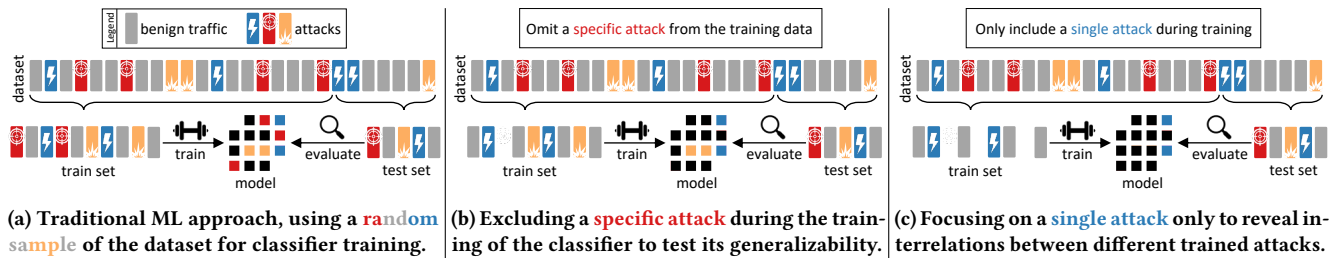 Legend
benign traffic
attacks
dataset
train
evaluate
train set
model
test set
(a) Traditional ML approach, using a random
sample of the dataset for classifier training.
Omit a specific attack from the training data
dataset
train
evaluate
train set
model
test set
(b) Excluding a specific attack during the train-
ing of the classifier to test its generalizability.
Only include a single attack during training
dataset
train
evaluate
train set
model
test set
(c) Focusing on a single attack only to reveal in-
terrelations between different trained attacks.